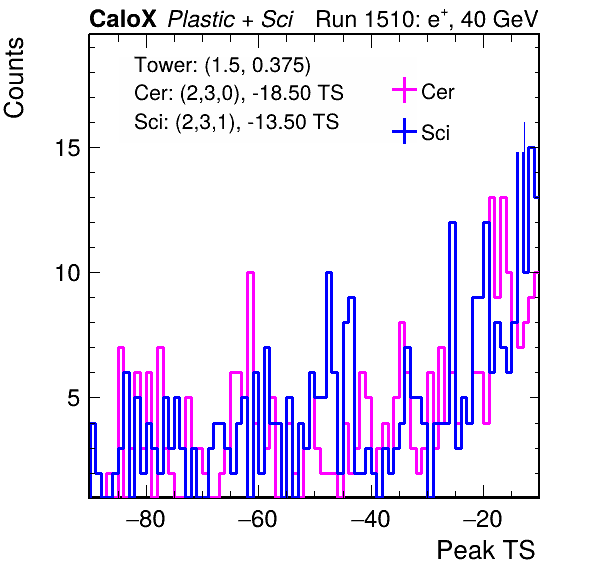 CaloX Plastic + Sci Run 1510: e⁺, 40 GeV
Tower: (1.5, 0.375)
Cer: (2,3,0), -18.50 TS
Sci: (2,3,1), -13.50 TS
Cer
Sci
Counts
15
10
5
−80 −60 −40 −20
Peak TS